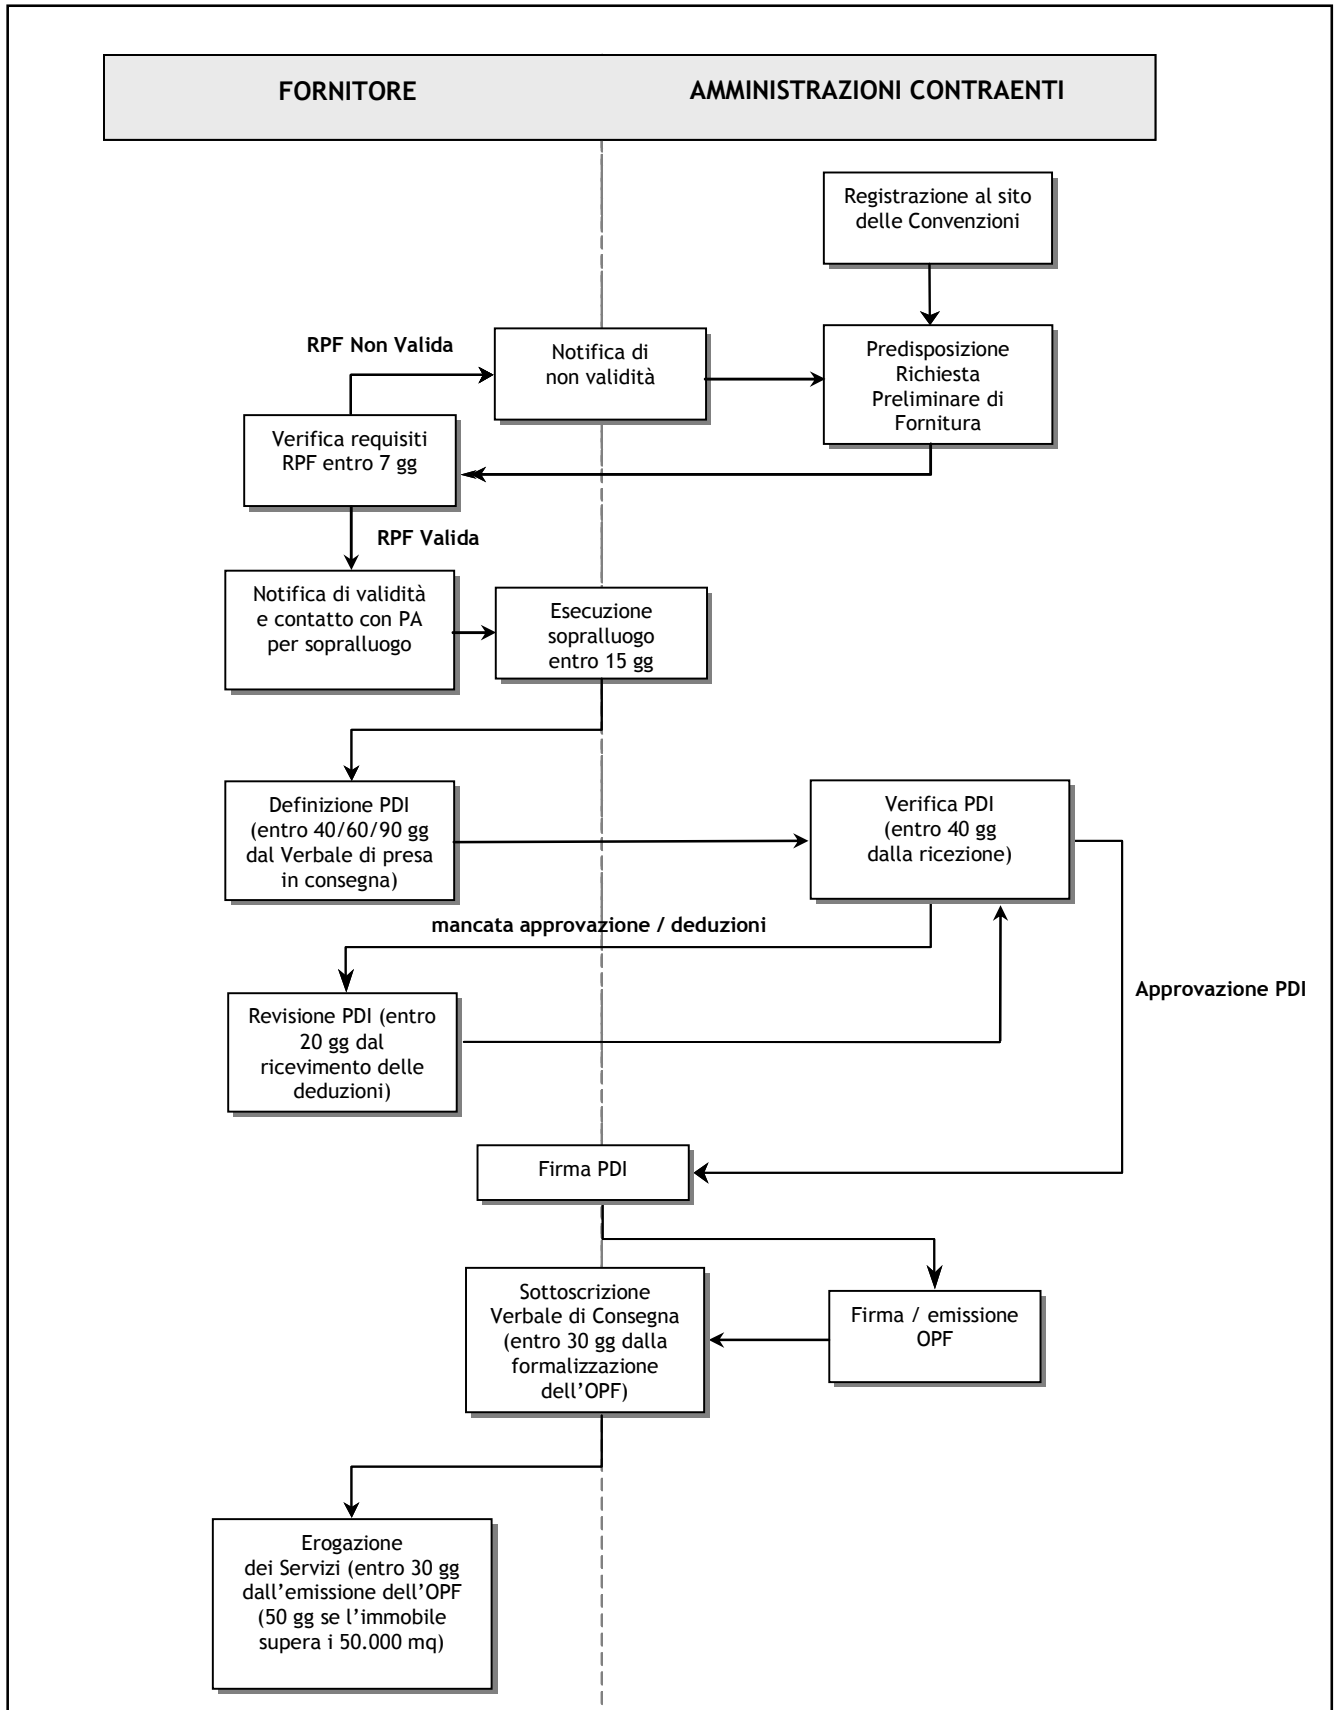 FORNITORE
AMMINISTRAZIONI CONTRAENTI
Registrazione al sito
delle Convenzioni
RPF Non Valida
Notifica di
non validità
Predisposizione
Richiesta
Preliminare di
Fornitura
Verifica requisiti
RPF entro 7 gg
RPF Valida
Notifica di validità
e contatto con PA
per sopralluogo
Esecuzione
sopralluogo
entro 15 gg
Definizione PDI
(entro 40/60/90 gg
dal Verbale di presa
in consegna)
Verifica PDI
(entro 40 gg
dalla ricezione)
mancata approvazione / deduzioni
Approvazione PDI
Revisione PDI (entro
20 gg dal
ricevimento delle
deduzioni)
Firma PDI
Sottoscrizione
Verbale di Consegna
(entro 30 gg dalla
formalizzazione
dell’OPF)
Firma / emissione
OPF
Erogazione
dei Servizi (entro 30 gg
dall’emissione dell’OPF
(50 gg se l’immobile
supera i 50.000 mq)